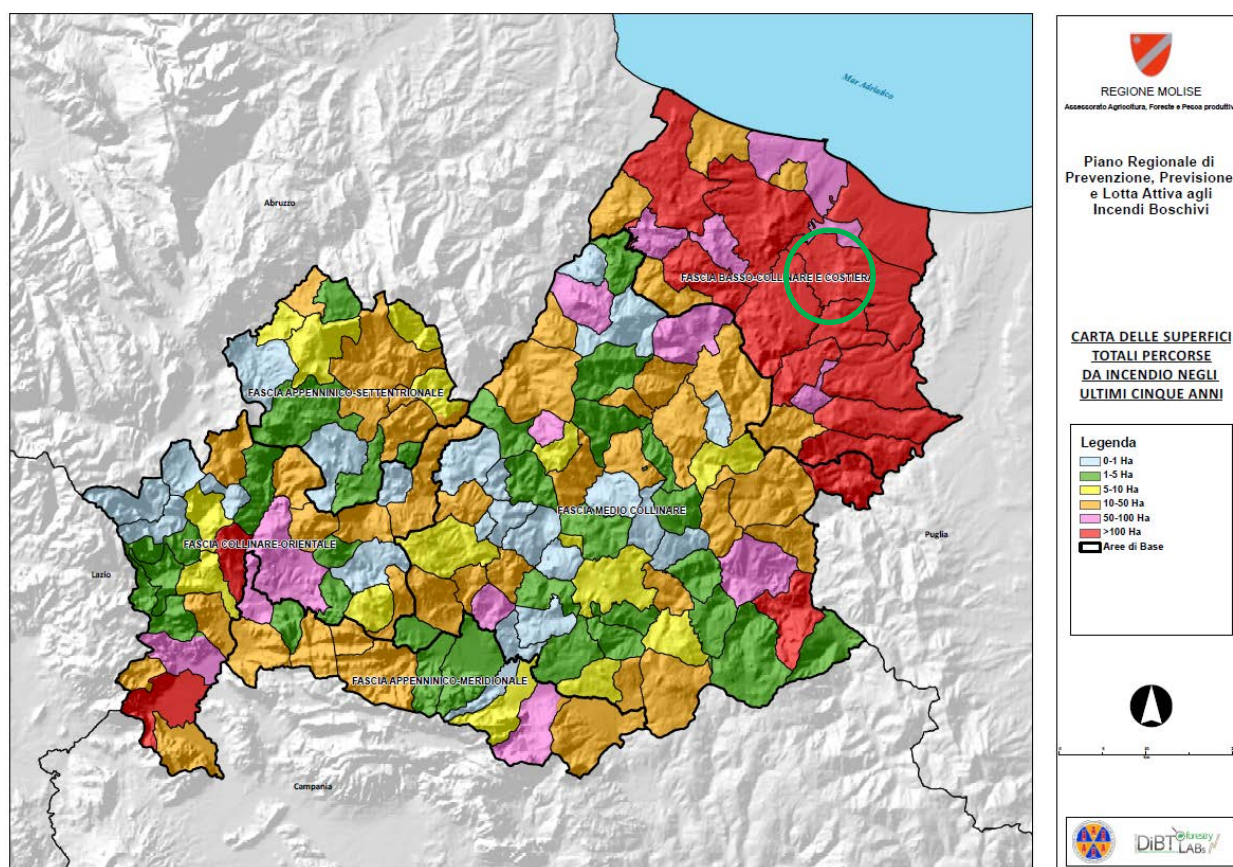 Mar Adriatico
Abruzzo
FASCIA BASSO-COLLINARE E COSTIERA
FASCIA APPENNINICO-SETTENTRIONALE
FASCIA MEDIO COLLINARE
Puglia
FASCIA COLLINARE-ORIENTALE
Lazio
FASCIA APPENNINICO-MERIDIONALE
Campania
REGIONE MOLISE
Assessorato Agricoltura, Foreste e Pesca produttiv
Piano Regionale di
Prevenzione, Previsione
e Lotta Attiva agli
Incendi Boschivi
CARTA DELLE SUPERFICI
TOTALI PERCORSE
DA INCENDIO NEGLI
ULTIMI CINQUE ANNI
Legenda
0-1 Ha
1-5 Ha
5-10 Ha
10-50 Ha
50-100 Ha
>100 Ha
Aree di Base
DiBT
forestry
LABs